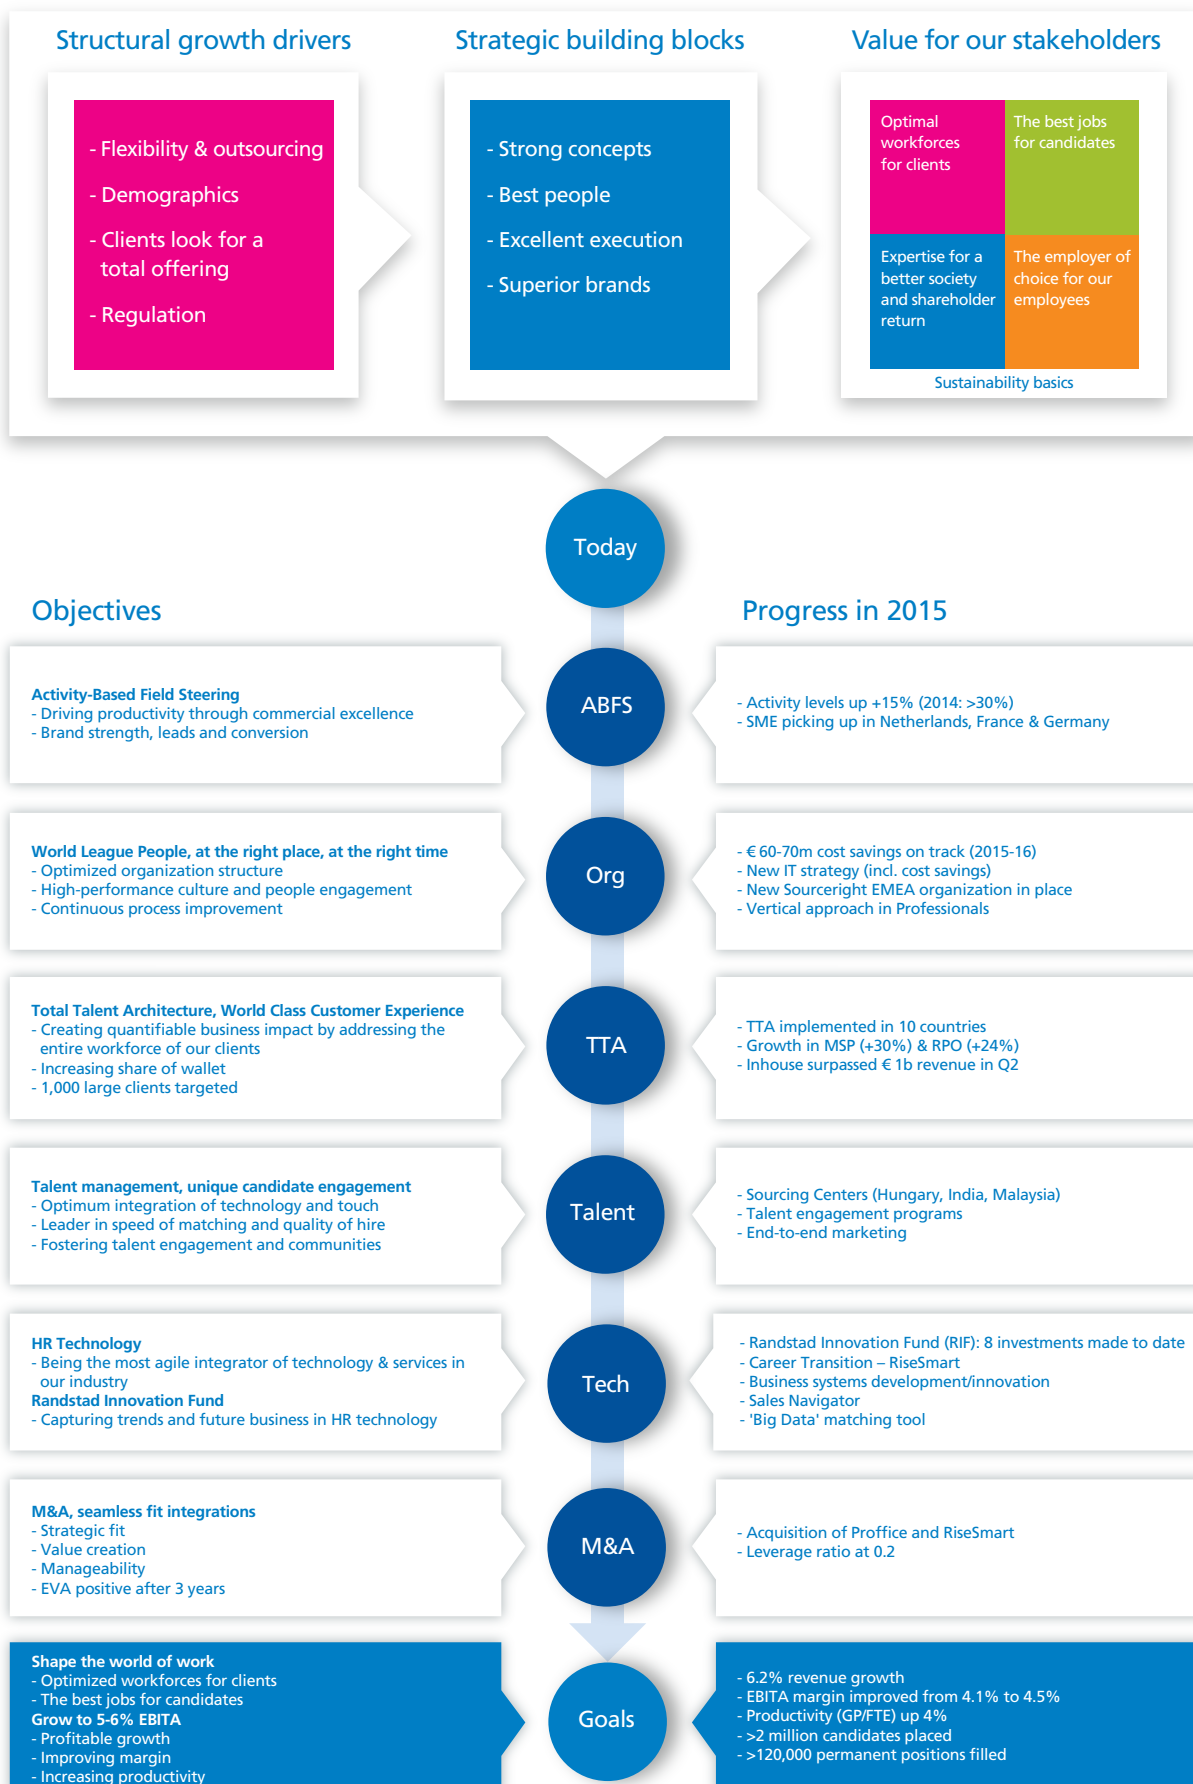 Structural growth drivers
- Flexibility & outsourcing
- Demographics
- Clients look for a
total offering
- Regulation
Strategic building blocks
- Strong concepts
- Best people
- Excellent execution
- Superior brands
Value for our stakeholders
Optimal
workforces
for clients
The best jobs
for candidates
Expertise for a
better society
and shareholder
return
The employer of
choice for our
employees
Sustainability basics
Today
Objectives
Progress in 2015
Activity-Based Field Steering
- Driving productivity through commercial excellence
- Brand strength, leads and conversion
ABFS
- Activity levels up +15% (2014: >30%)
- SME picking up in Netherlands, France & Germany
World League People, at the right place, at the right time
- Optimized organization structure
- High-performance culture and people engagement
- Continuous process improvement
Org
- € 60-70m cost savings on track (2015-16)
- New IT strategy (incl. cost savings)
- New Sourceright EMEA organization in place
- Vertical approach in Professionals
Total Talent Architecture, World Class Customer Experience
- Creating quantifiable business impact by addressing the
entire workforce of our clients
- Increasing share of wallet
- 1,000 large clients targeted
TTA
- TTA implemented in 10 countries
- Growth in MSP (+30%) & RPO (+24%)
- Inhouse surpassed € 1b revenue in Q2
Talent management, unique candidate engagement
- Optimum integration of technology and touch
- Leader in speed of matching and quality of hire
- Fostering talent engagement and communities
Talent
- Sourcing Centers (Hungary, India, Malaysia)
- Talent engagement programs
- End-to-end marketing
HR Technology
- Being the most agile integrator of technology & services in
our industry
Randstad Innovation Fund
- Capturing trends and future business in HR technology
Tech
- Randstad Innovation Fund (RIF): 8 investments made to date
- Career Transition – RiseSmart
- Business systems development/innovation
- Sales Navigator
- 'Big Data' matching tool
M&A, seamless fit integrations
- Strategic fit
- Value creation
- Manageability
- EVA positive after 3 years
M&A
- Acquisition of Proffice and RiseSmart
- Leverage ratio at 0.2
Shape the world of work
- Optimized workforces for clients
- The best jobs for candidates
Grow to 5-6% EBITA
- Profitable growth
- Improving margin
- Increasing productivity
Goals
- 6.2% revenue growth
- EBITA margin improved from 4.1% to 4.5%
- Productivity (GP/FTE) up 4%
- >2 million candidates placed
- >120,000 permanent positions filled